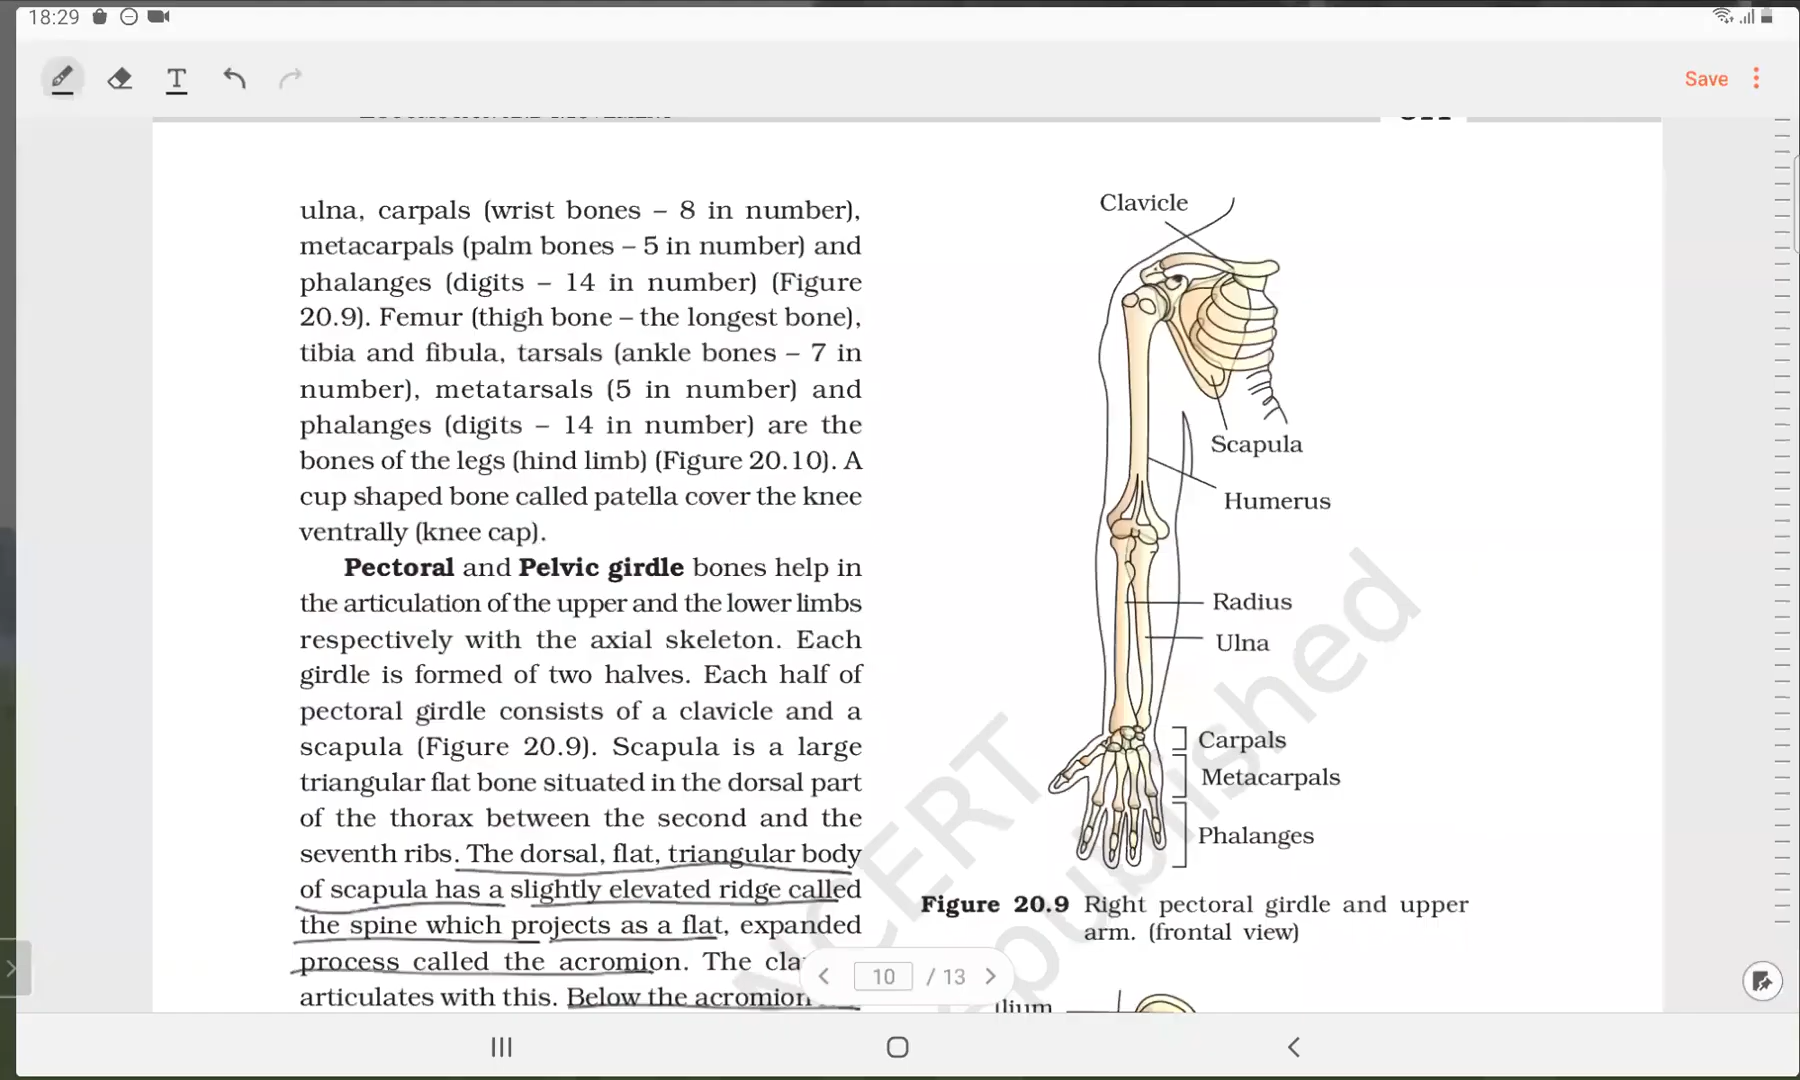 18:29
T
Save
ulna, carpals (wrist bones – 8 in number),
metacarpals (palm bones – 5 in number) and
phalanges (digits – 14 in number) (Figure
20.9). Femur (thigh bone – the longest bone),
tibia and fibula, tarsals (ankle bones – 7 in
number), metatarsals (5 in number) and
phalanges (digits – 14 in number) are the
bones of the legs (hind limb) (Figure 20.10). A
cup shaped bone called patella cover the knee
ventrally (knee cap).
Pectoral and Pelvic girdle bones help in
the articulation of the upper and the lower limbs
respectively with the axial skeleton. Each
girdle is formed of two halves. Each half of
pectoral girdle consists of a clavicle and a
scapula (Figure 20.9). Scapula is a large
triangular flat bone situated in the dorsal part
of the thorax between the second and the
seventh ribs. The dorsal, flat, triangular body
of scapula has a slightly elevated ridge called
the spine which projects as a flat, expanded
process called the acromion. The cla
articulates with this. Below the acromion
Clavicle
Scapula
Humerus
Radius
Ulna
Carpals
Metacarpals
Phalanges
Figure 20.9 Right pectoral girdle and upper
arm. (frontal view)
Ilium
10 / 13
NCERT
republished